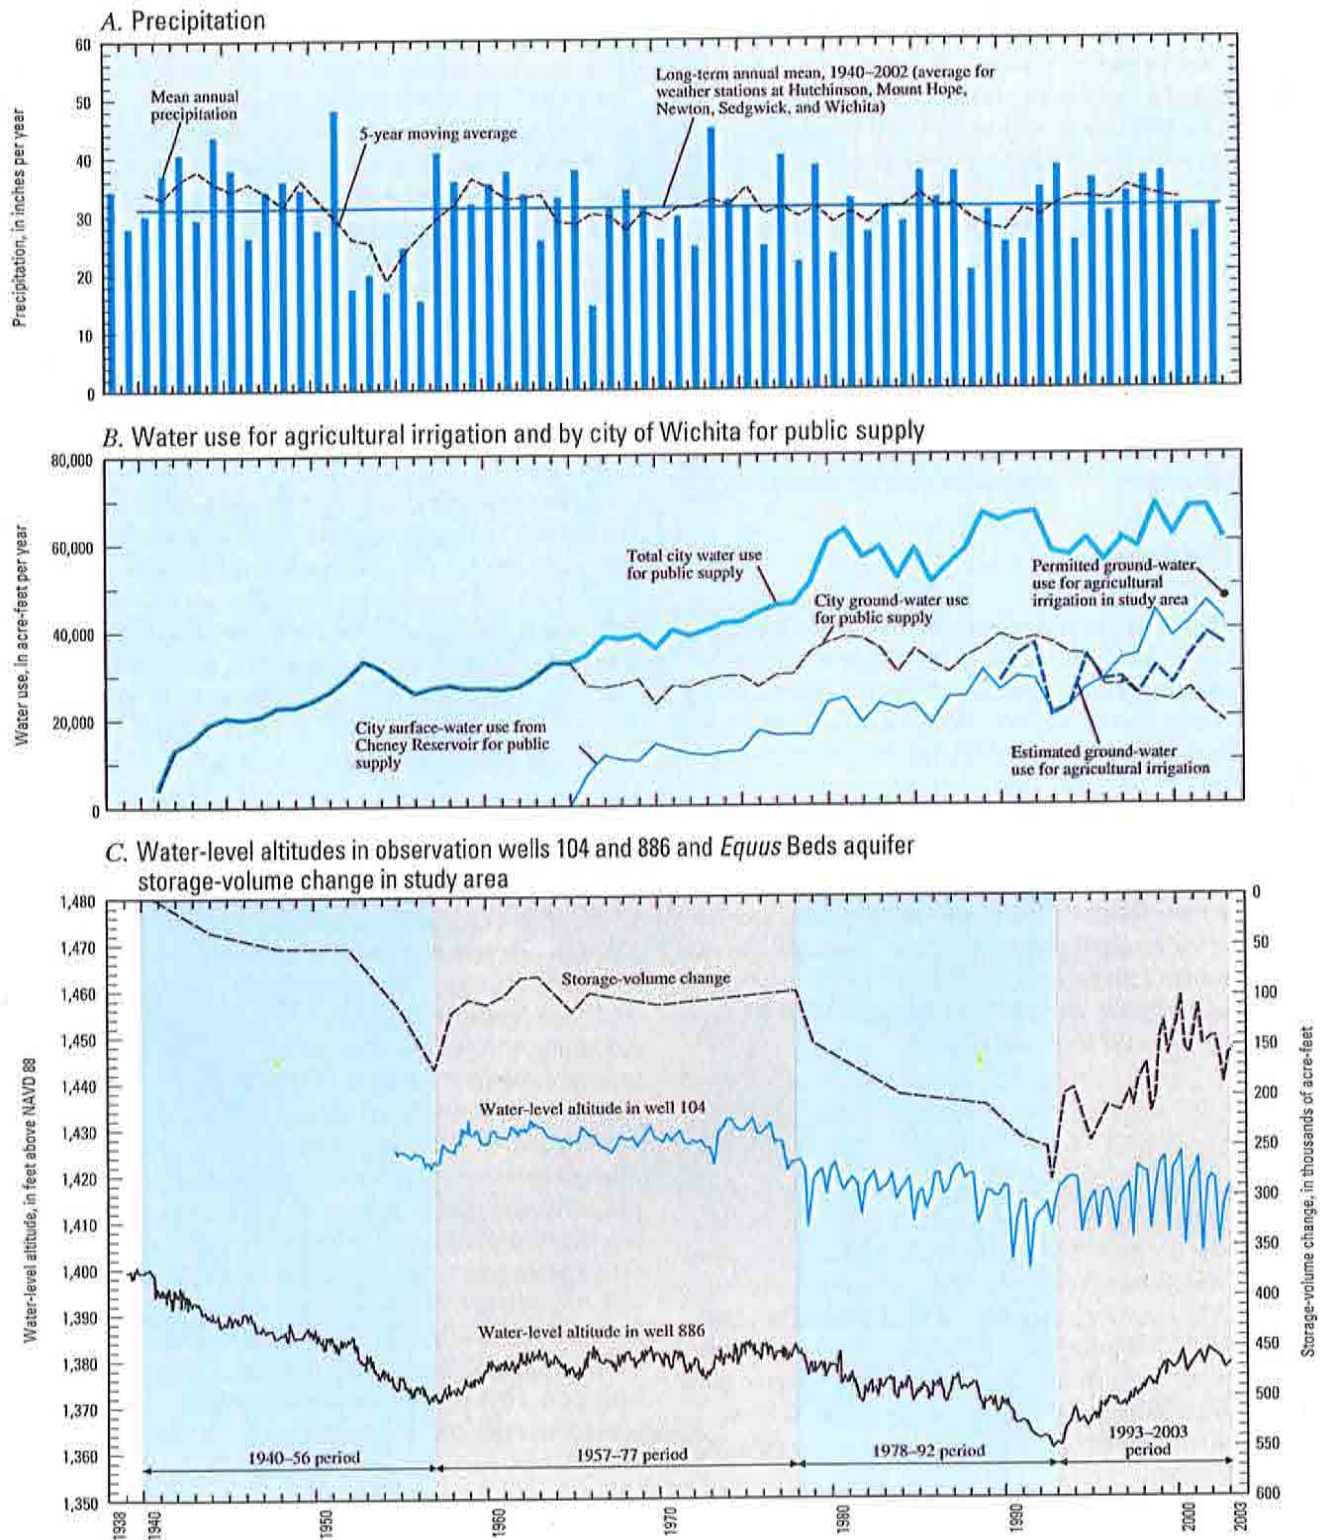 A. Precipitation
60
50
40
30
20
10
0
Precipitation, in inches per year
Mean annual
precipitation
5-year moving average
Long-term annual mean, 1940–2002 (average for
weather stations at Hutchinson, Mount Hope,
Newton, Sedgwick, and Wichita)
B. Water use for agricultural irrigation and by city of Wichita for public supply
80,000
60,000
40,000
20,000
0
Water use, in acre-feet per year
Total city water use
for public supply
City ground-water use
for public supply
Permitted ground-water
use for agricultural
irrigation in study area
City surface-water use from
Cheney Reservoir for public
supply
Estimated ground-water
use for agricultural irrigation
C. Water-level altitudes in observation wells 104 and 886 and Equus Beds aquifer
storage-volume change in study area
1,480
1,470
1,460
1,450
1,440
1,430
1,420
1,410
1,400
1,390
1,380
1,370
1,360
1,350
Water-level altitude, in feet above NAVD 88
Storage-volume change
Water-level altitude in well 104
Water-level altitude in well 886
1940–56 period
1957–77 period
1978–92 period
1993–2003
period
0
50
100
150
200
250
300
350
400
450
500
550
600
Storage-volume change, in thousands of acre-feet
1938
1940
1950
1960
1970
1980
1990
2000
2003